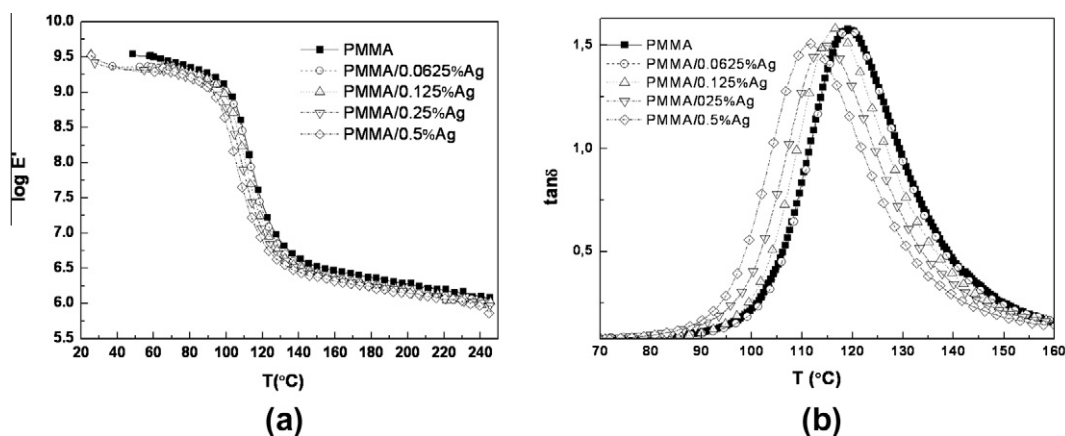 10.0
9.5
9.0
8.5
8.0
7.5
7.0
6.5
6.0
5.5
log E'
20 40 60 80 100 120 140 160 180 200 220 240
T(°C)
PMMA
PMMA/0.0625%Ag
PMMA/0.125%Ag
PMMA/0.25%Ag
PMMA/0.5%Ag
(a)
1,5
1,0
0,5
tanδ
70 80 90 100 110 120 130 140 150 160
T (°C)
PMMA
PMMA/0.0625%Ag
PMMA/0.125%Ag
PMMA/025%Ag
PMMA/0.5%Ag
(b)